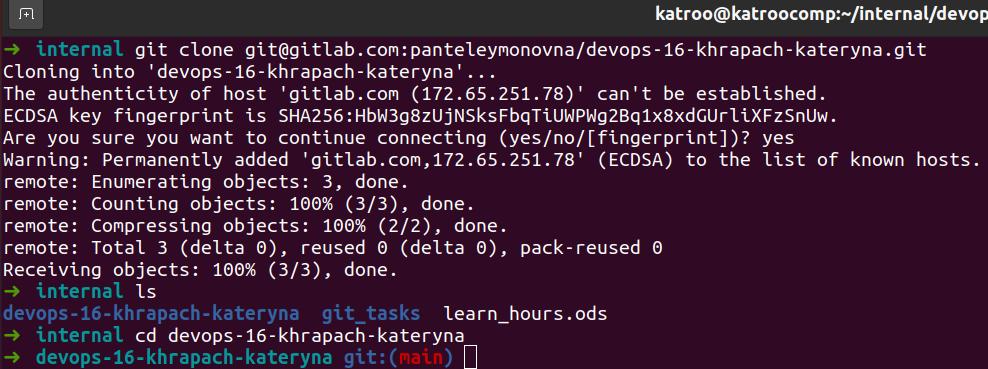 katroo@katroocomp:~/internal/devop
➜ internal git clone git@gitlab.com:panteleymonovna/devops-16-khrapach-kateryna.git
Cloning into 'devops-16-khrapach-kateryna'...
The authenticity of host 'gitlab.com (172.65.251.78)' can't be established.
ECDSA key fingerprint is SHA256:HbW3g8zUjNSksFbqTiUWPWg2Bq1x8xdGUrliXFzSnUw.
Are you sure you want to continue connecting (yes/no/[fingerprint])? yes
Warning: Permanently added 'gitlab.com,172.65.251.78' (ECDSA) to the list of known hosts.
remote: Enumerating objects: 3, done.
remote: Counting objects: 100% (3/3), done.
remote: Compressing objects: 100% (2/2), done.
remote: Total 3 (delta 0), reused 0 (delta 0), pack-reused 0
Receiving objects: 100% (3/3), done.
➜ internal ls
devops-16-khrapach-kateryna git_tasks learn_hours.ods
➜ internal cd devops-16-khrapach-kateryna
➜ devops-16-khrapach-kateryna git:(main)